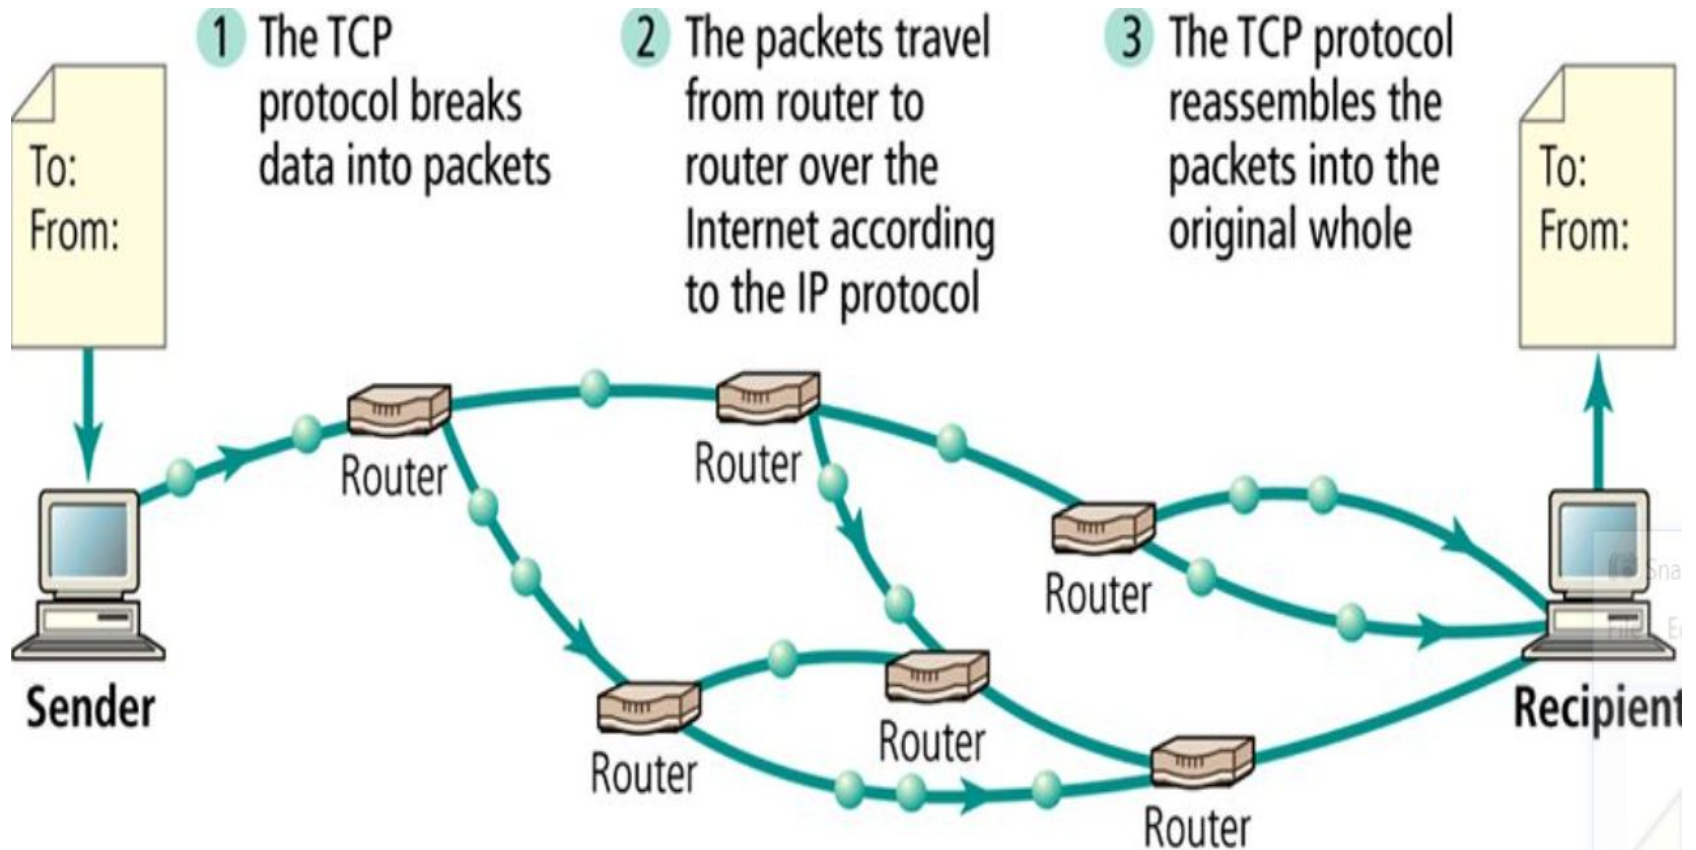 1 The TCP
protocol breaks
data into packets
2 The packets travel
from router to
router over the
Internet according
to the IP protocol
3 The TCP protocol
reassembles the
packets into the
original whole
To:
From:
To:
From:
Router
Router
Router
Router
Router
Router
Sender
Recipient